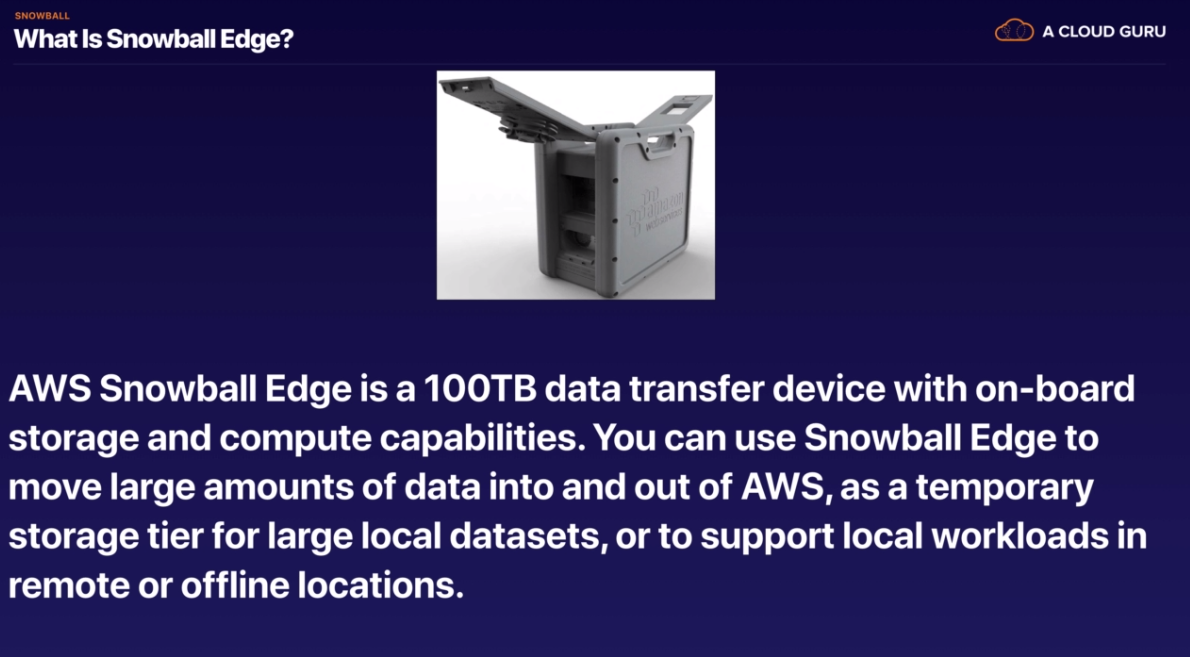 SNOWBALL
What Is Snowball Edge?
A CLOUD GURU
amazon
webservices
AWS Snowball Edge is a 100TB data transfer device with on-board
storage and compute capabilities. You can use Snowball Edge to
move large amounts of data into and out of AWS, as a temporary
storage tier for large local datasets, or to support local workloads in
remote or offline locations.